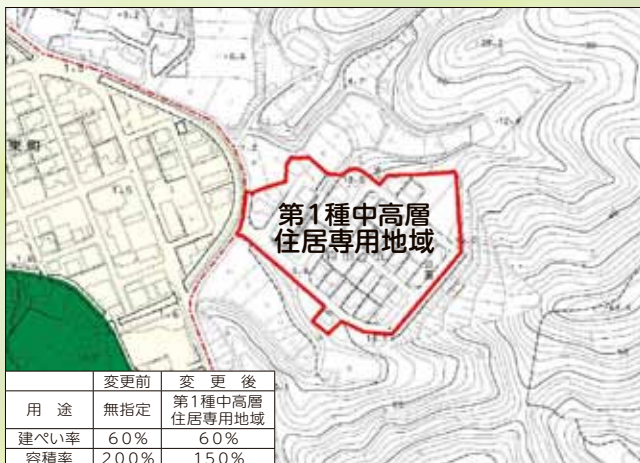 第1種中高層
住居専用地域
変更前 変更後
用途 無指定 第1種中高層
住居専用地域
建ぺい率 60% 60%
容積率 200% 150%